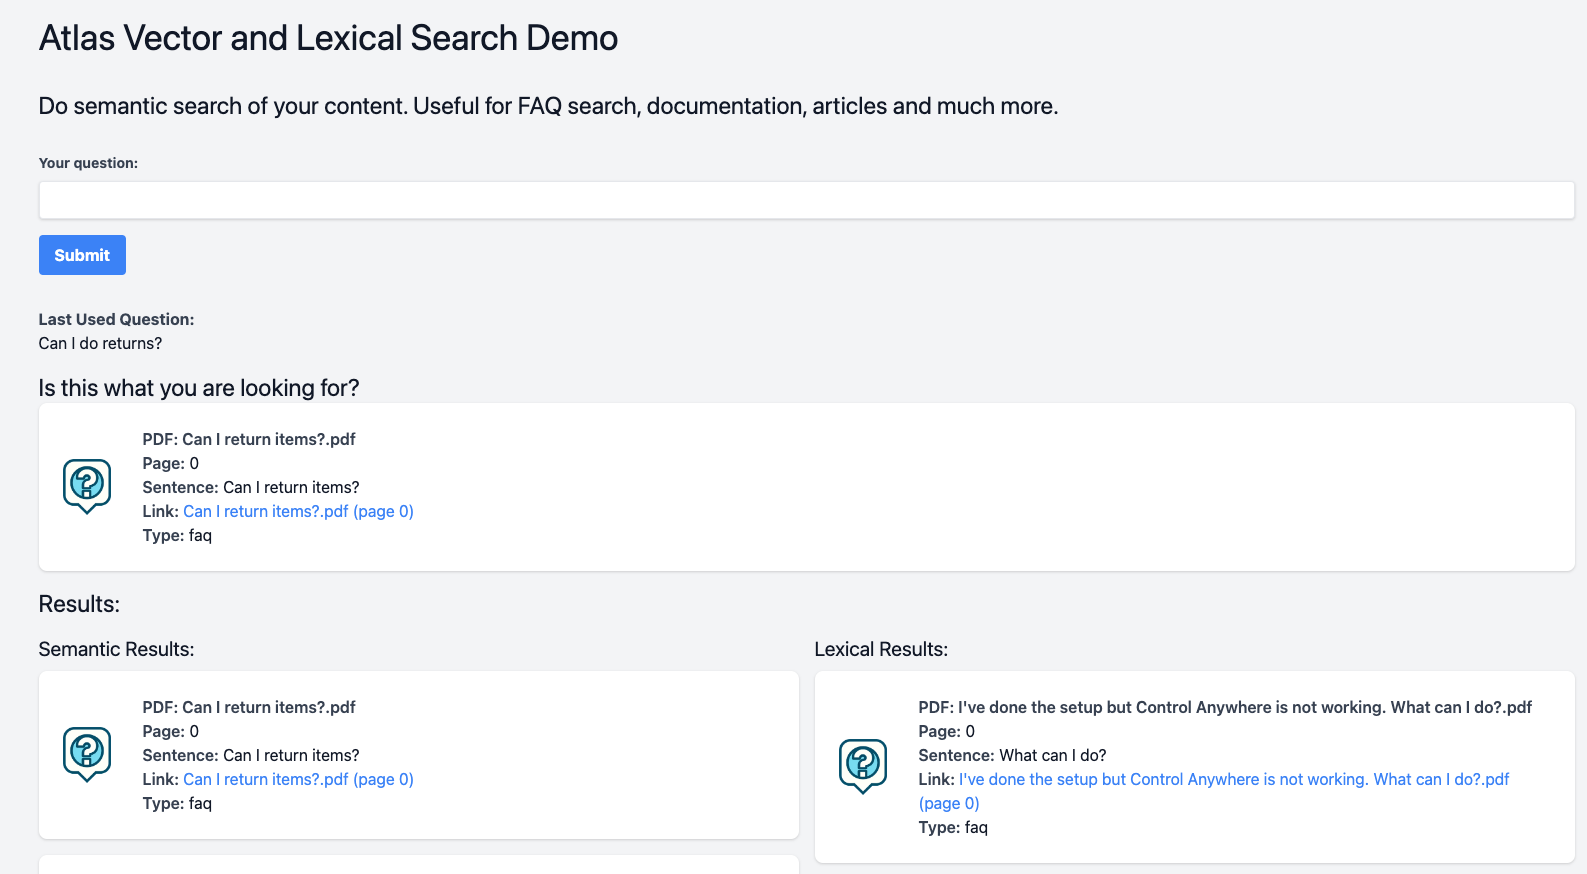 Atlas Vector and Lexical Search Demo
Do semantic search of your content. Useful for FAQ search, documentation, articles and much more.
Your question:
Submit
Last Used Question:
Can I do returns?
Is this what you are looking for?
PDF: Can I return items?.pdf
Page: 0
Sentence: Can I return items?
Link: Can I return items?.pdf (page 0)
Type: faq
Results:
Semantic Results:
PDF: Can I return items?.pdf
Page: 0
Sentence: Can I return items?
Link: Can I return items?.pdf (page 0)
Type: faq
Lexical Results:
PDF: I've done the setup but Control Anywhere is not working. What can I do?.pdf
Page: 0
Sentence: What can I do?
Link: I've done the setup but Control Anywhere is not working. What can I do?.pdf
(page 0)
Type: faq